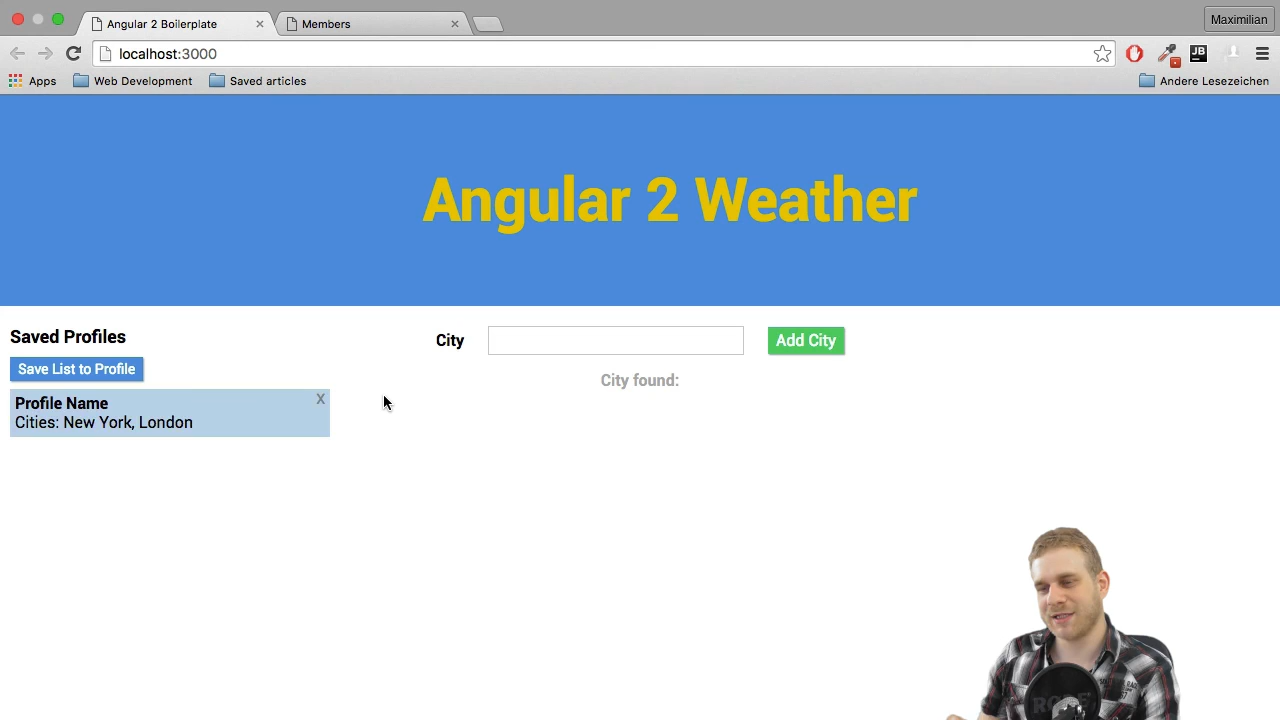 Angular 2 Boilerplate
Members
Maximilian
localhost:3000
JB
Apps
Web Development
Saved articles
Andere Lesezeichen
Angular 2 Weather
Saved Profiles
City
Add City
Save List to Profile
City found:
Profile Name
X
Cities: New York, London